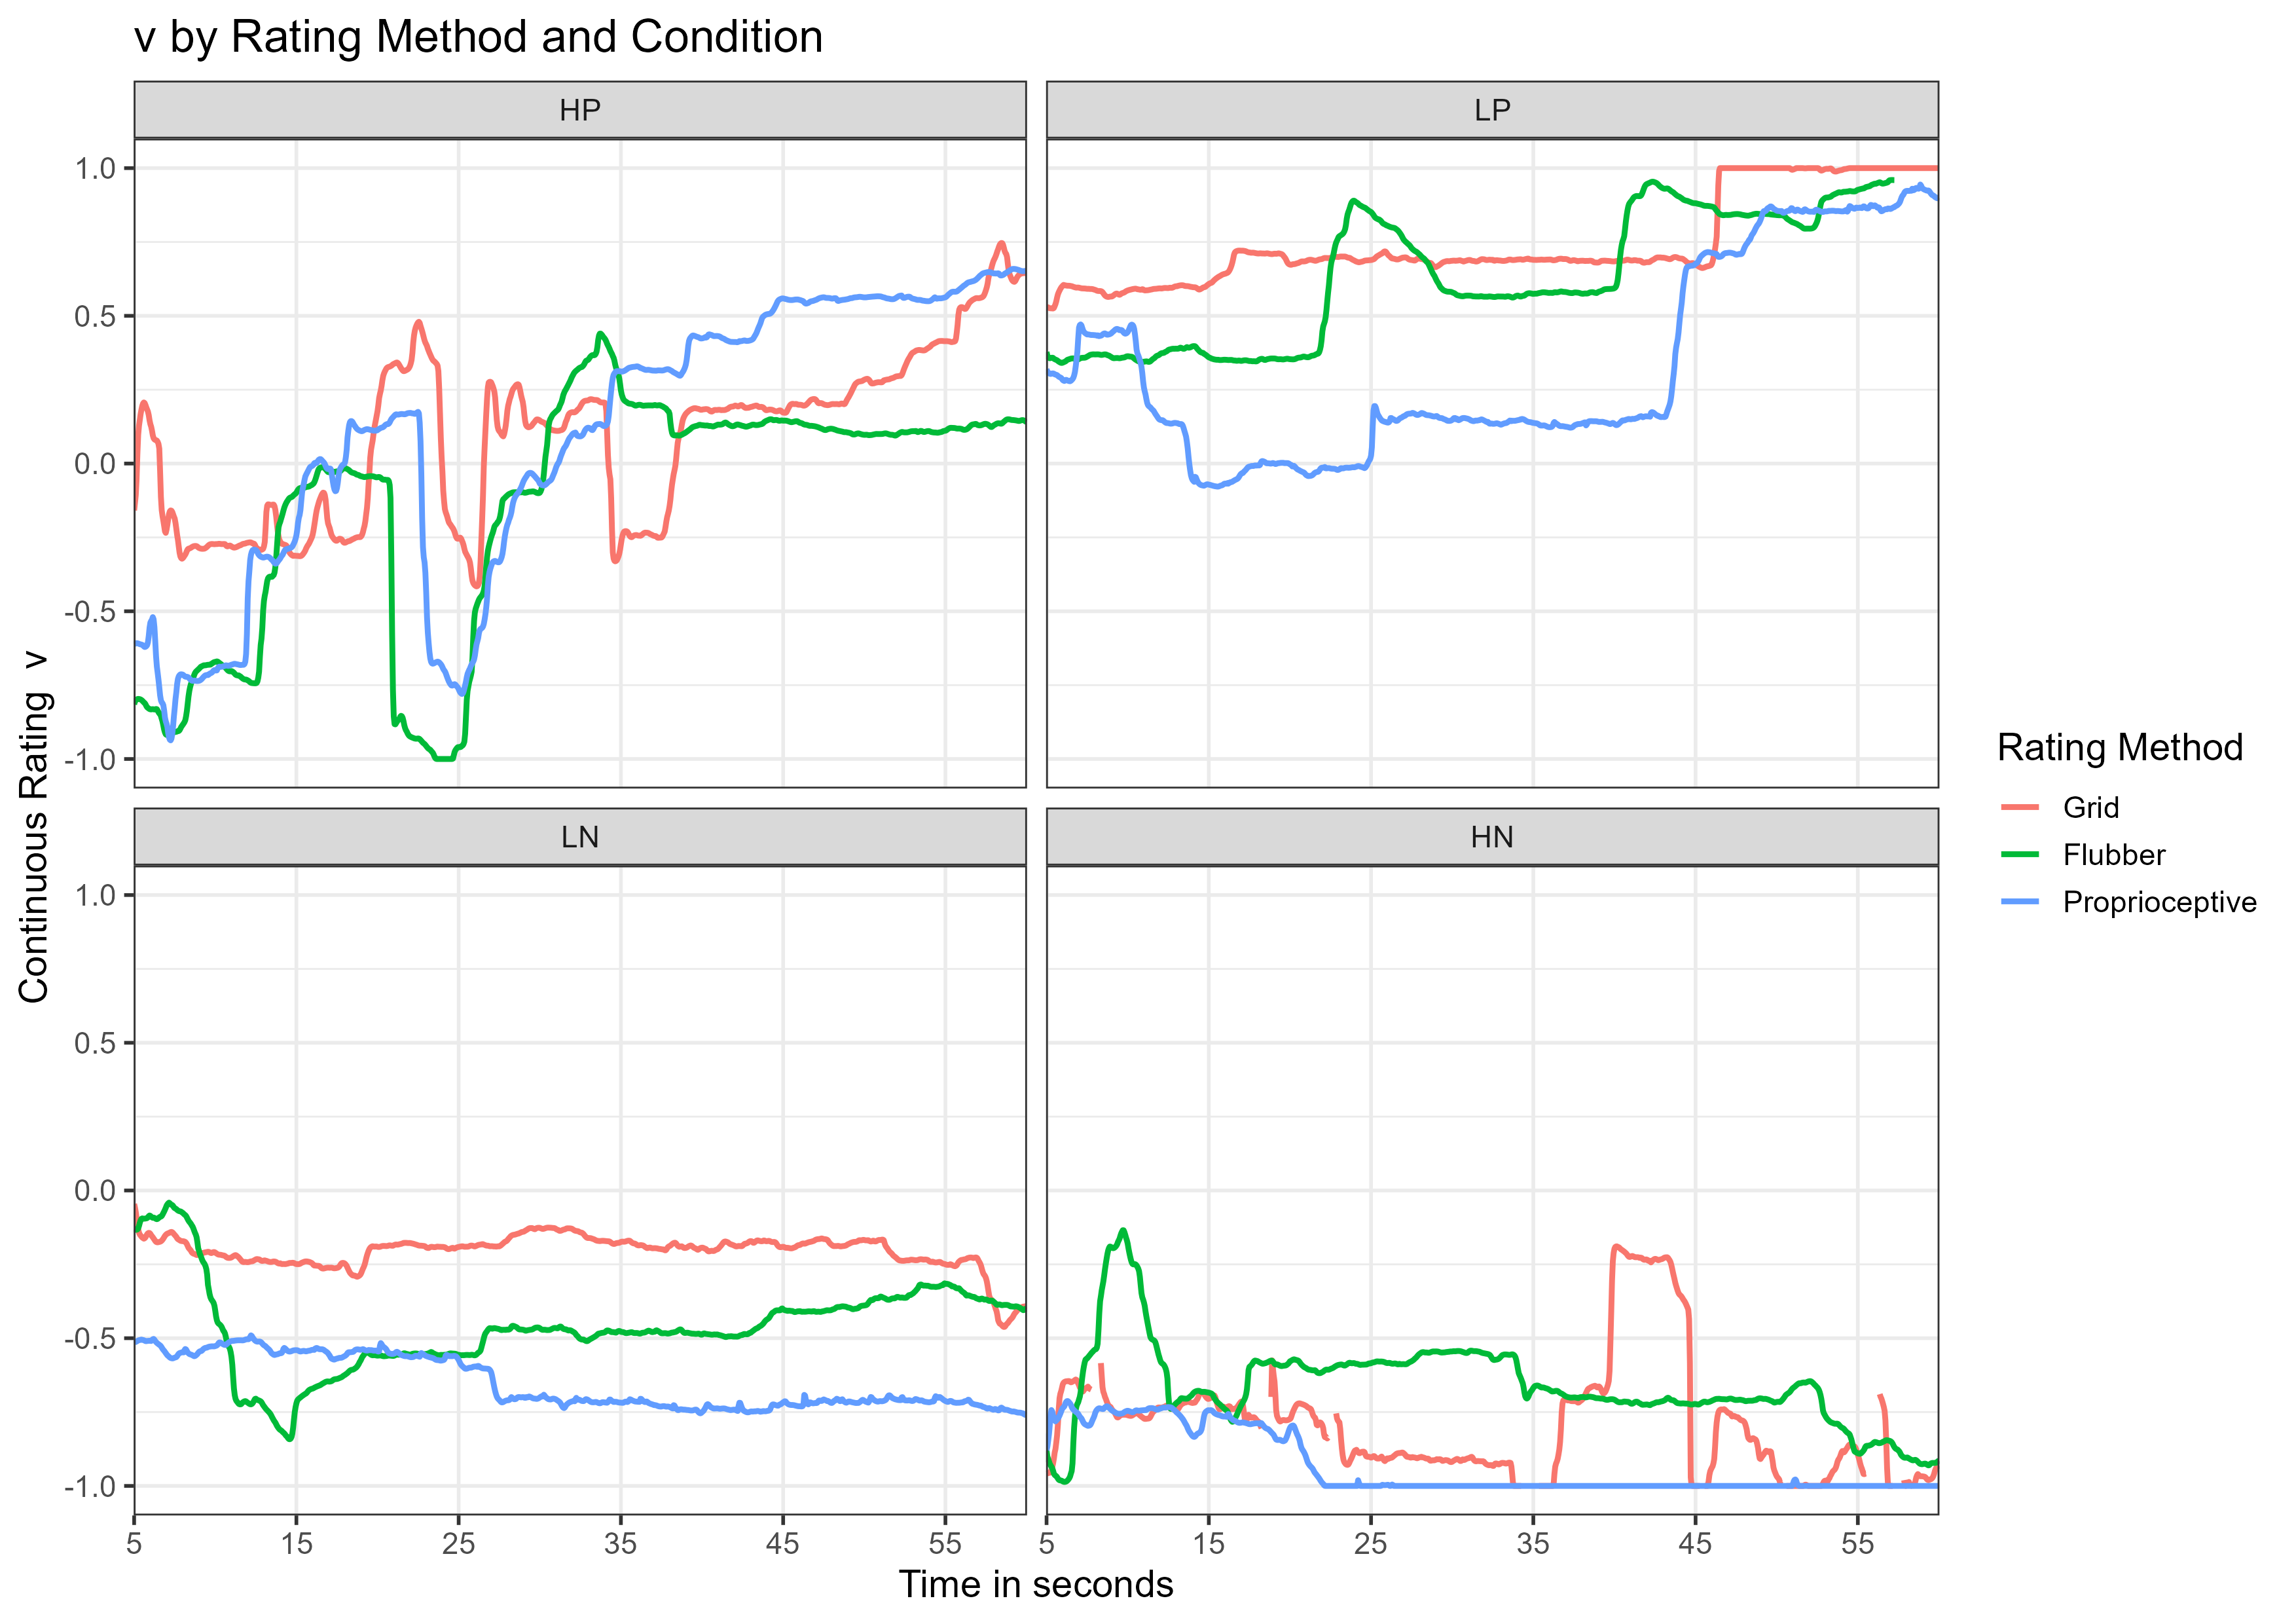 v by Rating Method and Condition
HP
LP
1.0
0.5
0.0
-0.5
-1.0
LN
HN
1.0
0.5
0.0
-0.5
-1.0
5 15 25 35 45 55
5 15 25 35 45 55
Time in seconds
Continuous Rating v
Rating Method
Grid
Flubber
Proprioceptive